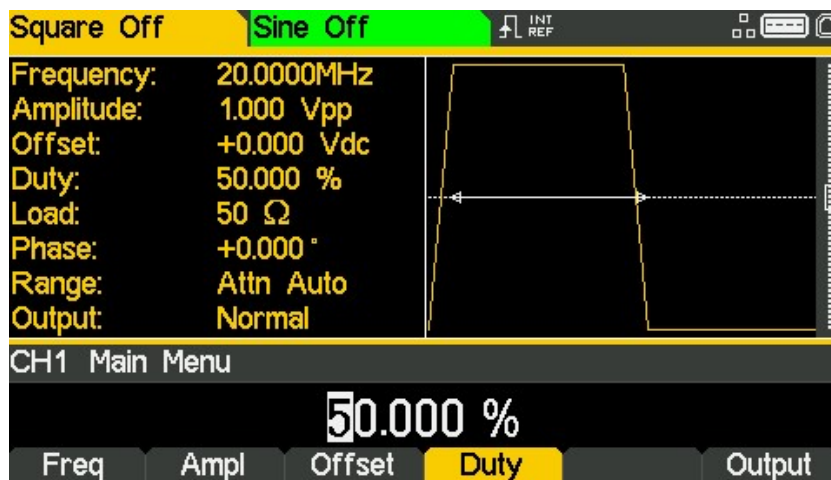 Square Off Sine Off INT REF
Frequency: 20.0000MHz
Amplitude: 1.000 Vpp
Offset: +0.000 Vdc
Duty: 50.000 %
Load: 50 Ω
Phase: +0.000 °
Range: Attn Auto
Output: Normal
CH1 Main Menu
50.000 %
Freq Ampl Offset Duty Output